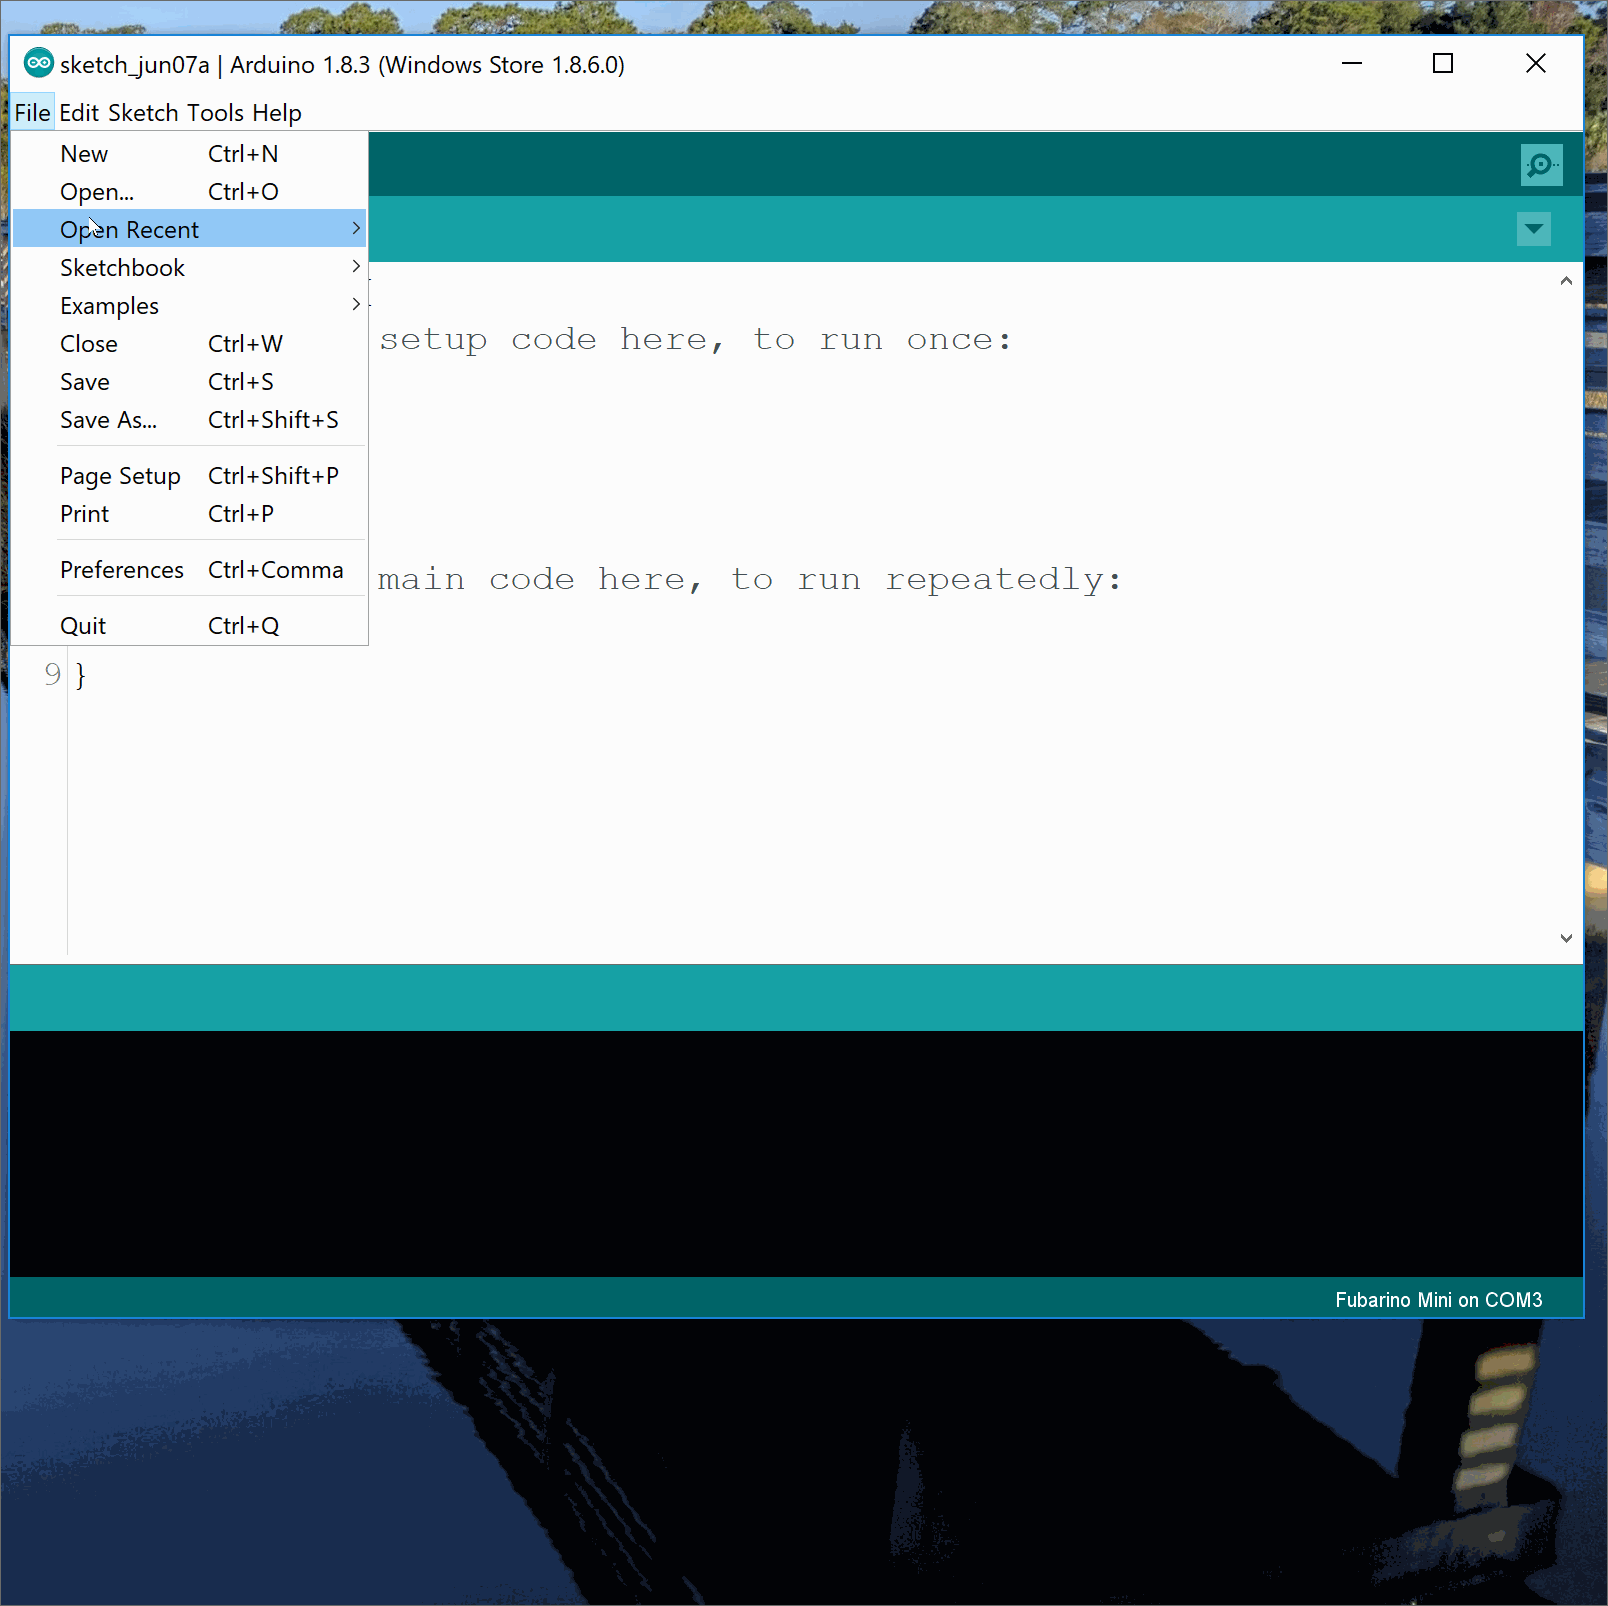 sketch_jun07a | Arduino 1.8.3 (Windows Store 1.8.6.0)
File Edit Sketch Tools Help
New Ctrl+N
Open... Ctrl+O
Open Recent
Sketchbook
Examples
Close Ctrl+W
Save Ctrl+S
Save As... Ctrl+Shift+S
Page Setup Ctrl+Shift+P
Print Ctrl+P
Preferences Ctrl+Comma
Quit Ctrl+Q
setup code here, to run once:
main code here, to run repeatedly:
9 }
Fubarino Mini on COM3